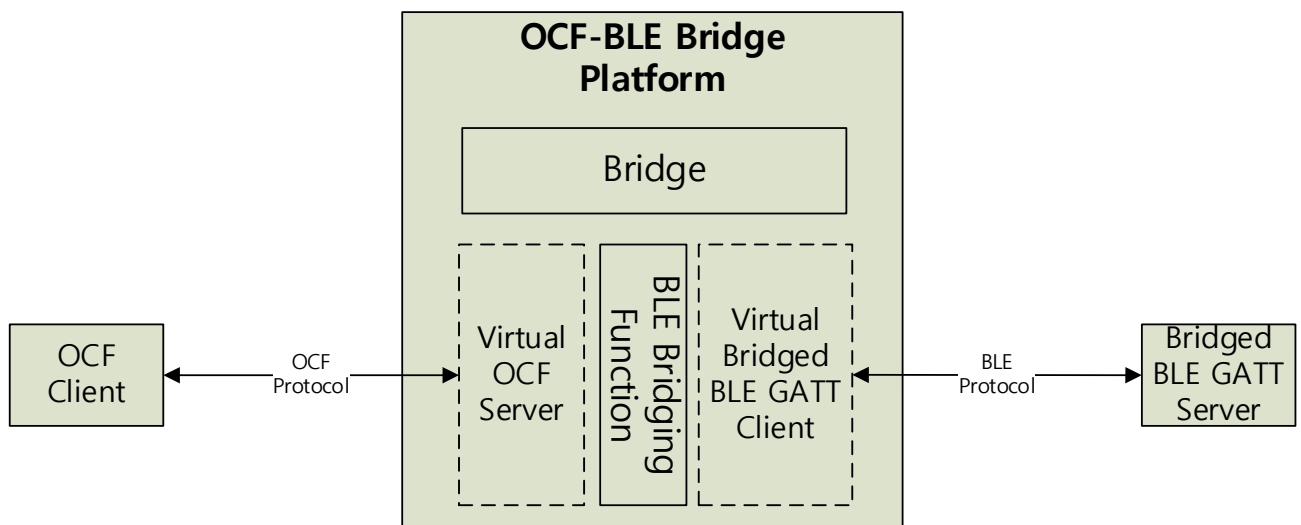 OCF-BLE Bridge
Platform
Bridge
OCF
Client
OCF
Protocol
Virtual
OCF
Server
BLE Bridging
Function
Virtual
Bridged
BLE GATT
Client
BLE
Protocol
Bridged
BLE GATT
Server